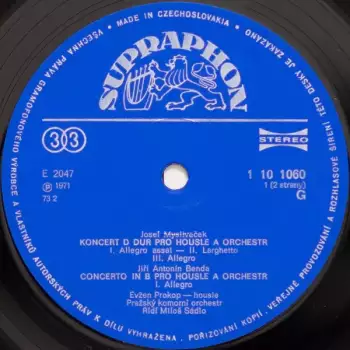 • MADE IN CZECHOSLOVAKIA •
VŠECHNA PRÁVA GRAMOFONOVÉHO VÝROBCE A VLASTNÍKŮ AUTORSKÝCH PRÁV K DÍLU VYHRAŽENA. POŘIZOVÁNÍ KOPIÍ, VEŘEJNÉ PROVOZOVÁNÍ A ROZHLASOVÉ ŠÍŘENÍ TÉTO DESKY JE ZAKÁZÁNO
SUPRAPHON
33
STEREO
E 2047
1 10 1060
Ⓟ 1971
1 (2 strany)
73 2
G
Josef Mysliveček
KONCERT D DUR PRO HOUSLE A ORCHESTR
I. Allegro assai — II. Larghetto
III. Allegro
Jiří Antonín Benda
CONCERTO IN B PRO HOUSLE A ORCHESTR
I. Allegro
Evžen Prokop — housle
Pražský komorní orchestr
Řídí Miloš Sádlo